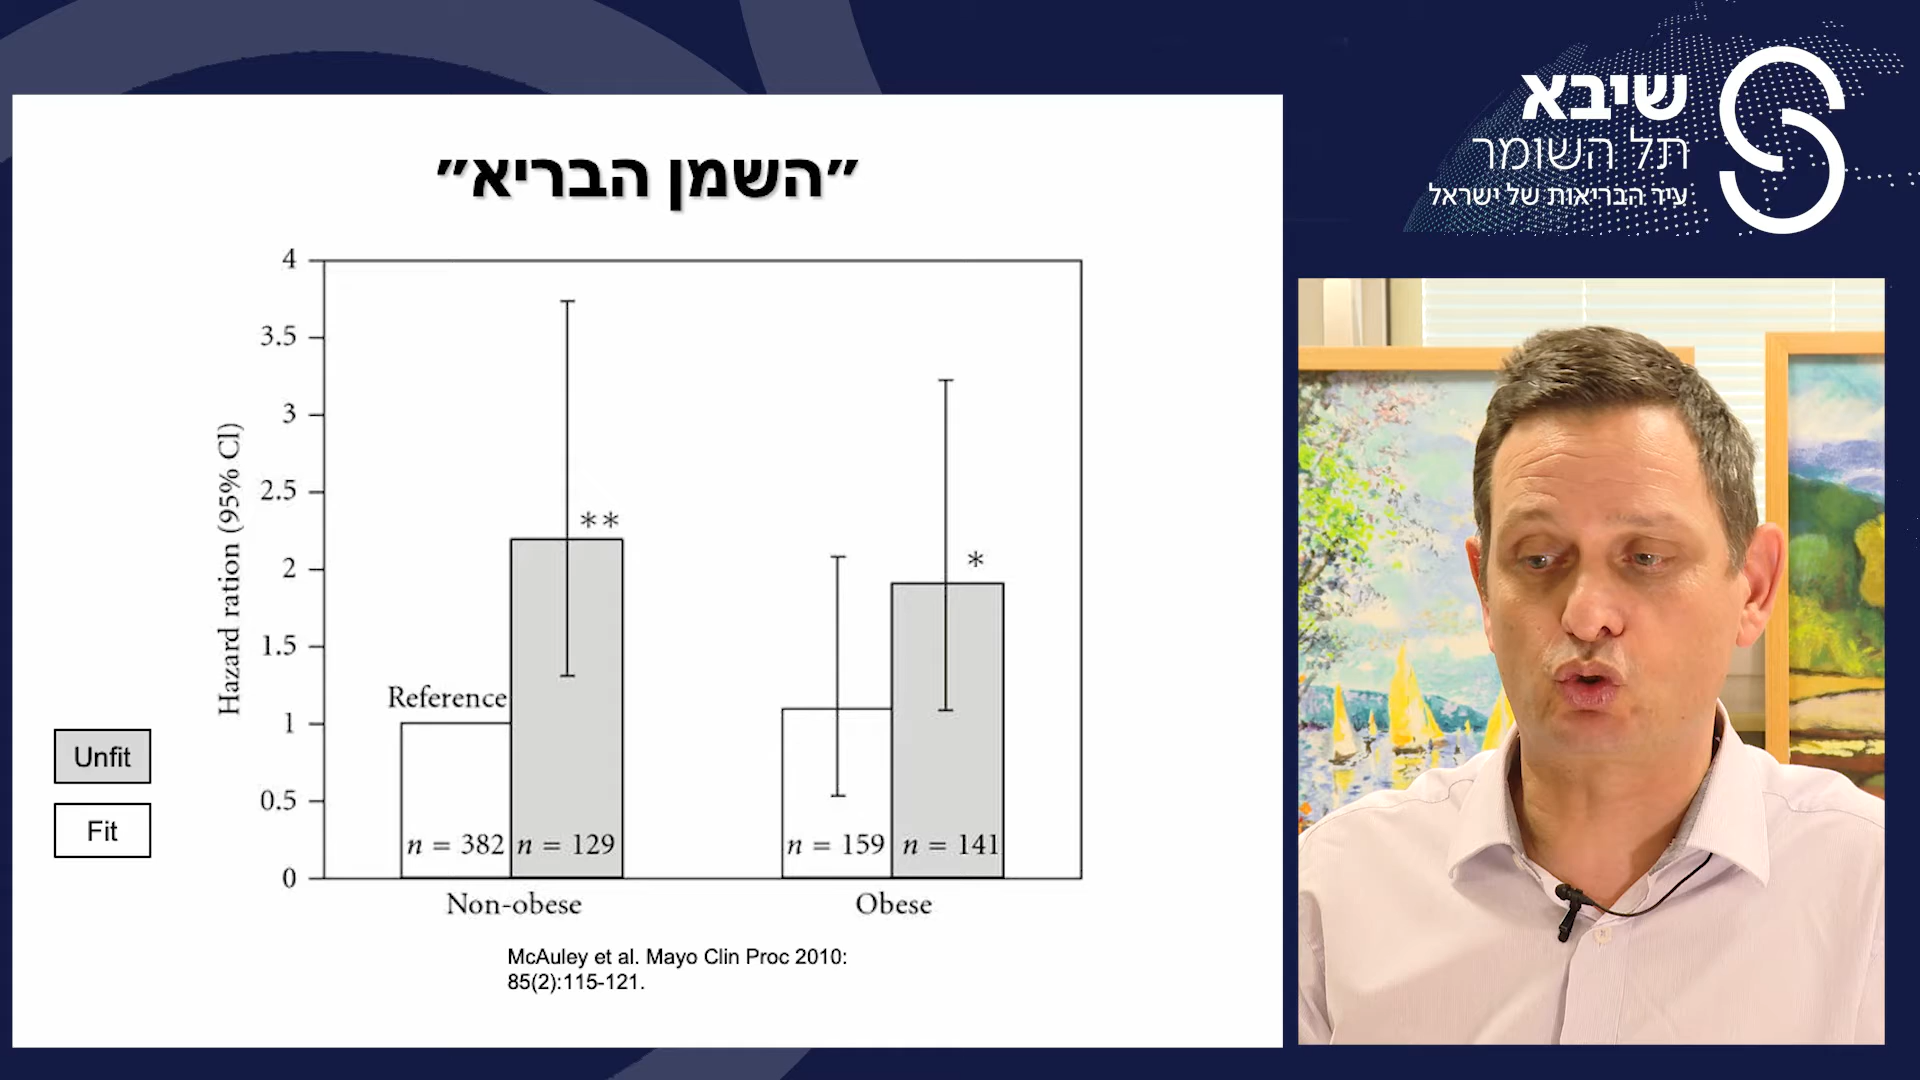 ״השמן הבריא״
4
3.5
3
2.5
2
1.5
1
0.5
0
Hazard ration (95% CI)
Reference
**
*
n = 382
n = 129
n = 159
n = 141
Non-obese
Obese
Unfit
Fit
McAuley et al. Mayo Clin Proc 2010:
85(2):115-121.
שיבא
תל השומר
עיר הבריאות של ישראל